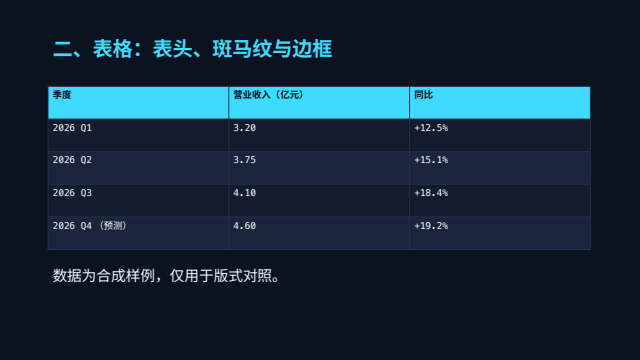 二、表格：表头、斑马纹与边框
季度 营业收入（亿元） 同比
2026 Q1 3.20 +12.5%
2026 Q2 3.75 +15.1%
2026 Q3 4.10 +18.4%
2026 Q4（预测） 4.60 +19.2%
数据为合成样例，仅用于版式对照。